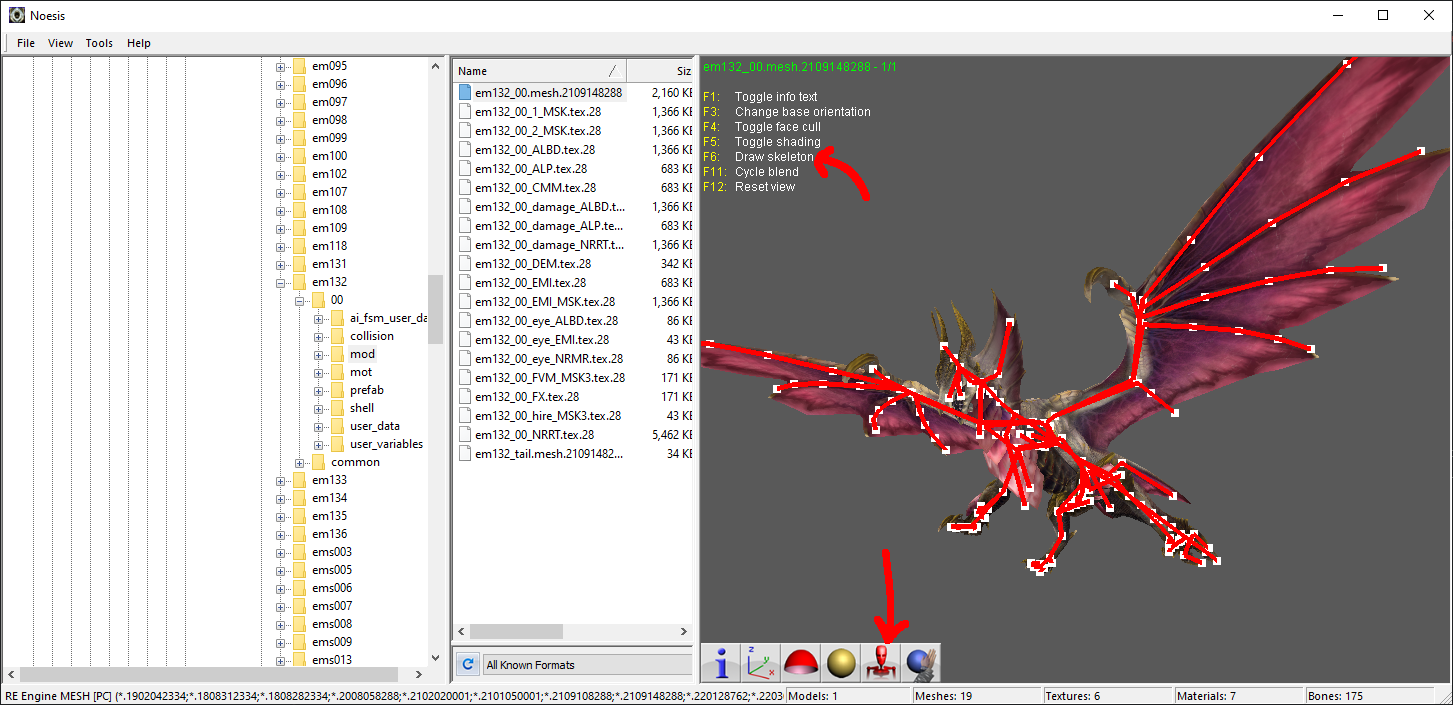 Noesis
File View Tools Help
em095
em096
em097
em098
em099
em100
em102
em107
em108
em109
em118
em131
em132
00
ai_fsm_user_da
collision
mod
mot
prefab
shell
user_data
user_variables
common
em133
em134
em135
em136
ems003
ems005
ems006
ems007
ems008
ems009
ems013
Name Siz
em132_00.mesh.2109148288 2,160 KE
em132_00_1_MSK.tex.28 1,366 KE
em132_00_2_MSK.tex.28 1,366 KE
em132_00_ALBD.tex.28 1,366 KE
em132_00_ALP.tex.28 683 KE
em132_00_CMM.tex.28 683 KE
em132_00_damage_ALBD.t... 1,366 KE
em132_00_damage_ALP.te... 683 KE
em132_00_damage_NRRT.t... 1,366 KE
em132_00_DEM.tex.28 342 KE
em132_00_EMI.tex.28 683 KE
em132_00_EMI_MSK.tex.28 1,366 KE
em132_00_eye_ALBD.tex.28 86 KE
em132_00_eye_EMI.tex.28 43 KE
em132_00_eye_NRMR.tex.28 86 KE
em132_00_FVM_MSK3.tex.28 171 KE
em132_00_FX.tex.28 171 KE
em132_00_hire_MSK3.tex.28 43 KE
em132_00_NRRT.tex.28 5,462 KE
em132_tail.mesh.21091482... 34 KE
All Known Formats
em132_00.mesh.2109148288 - 1/1
F1: Toggle info text
F3: Change base orientation
F4: Toggle face cull
F5: Toggle shading
F6: Draw skeleton
F11: Cycle blend
F12: Reset view
z y x
RE Engine MESH [PC] (*.1902042334;*.1808312334;*.1808282334;*.2008058288;*.2102020001;*.2101050001;*.2109108288;*.2109148288;*.220128762;*.2203 Models: 1 Meshes: 19 Textures: 6 Materials: 7 Bones: 175